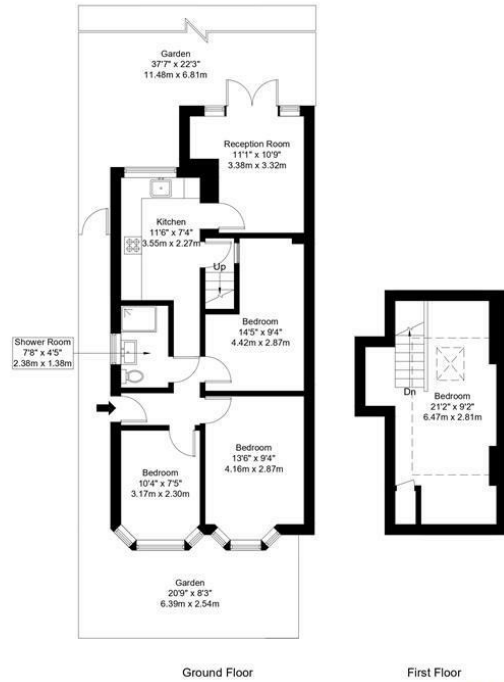 Garden
37'7" x 22'3"
11.48m x 6.81m
Reception Room
11'1" x 10'9"
3.38m x 3.32m
Kitchen
11'6" x 7'4"
3.55m x 2.27m
Up
Shower Room
7'8" x 4'5"
2.38m x 1.38m
Bedroom
14'5" x 9'4"
4.42m x 2.87m
Bedroom
13'6" x 9'4"
4.16m x 2.87m
Bedroom
10'4" x 7'5"
3.17m x 2.30m
Garden
20'9" x 8'3"
6.39m x 2.54m
Dn
Bedroom
21'2" x 9'2"
6.47m x 2.81m
Ground Floor
First Floor